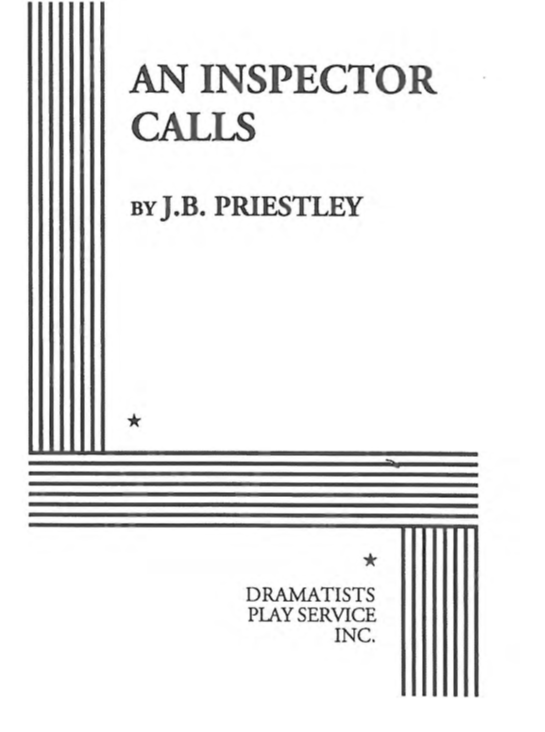 AN INSPECTOR
CALLS
BY J.B. PRIESTLEY
DRAMATISTS
PLAY SERVICE
INC.